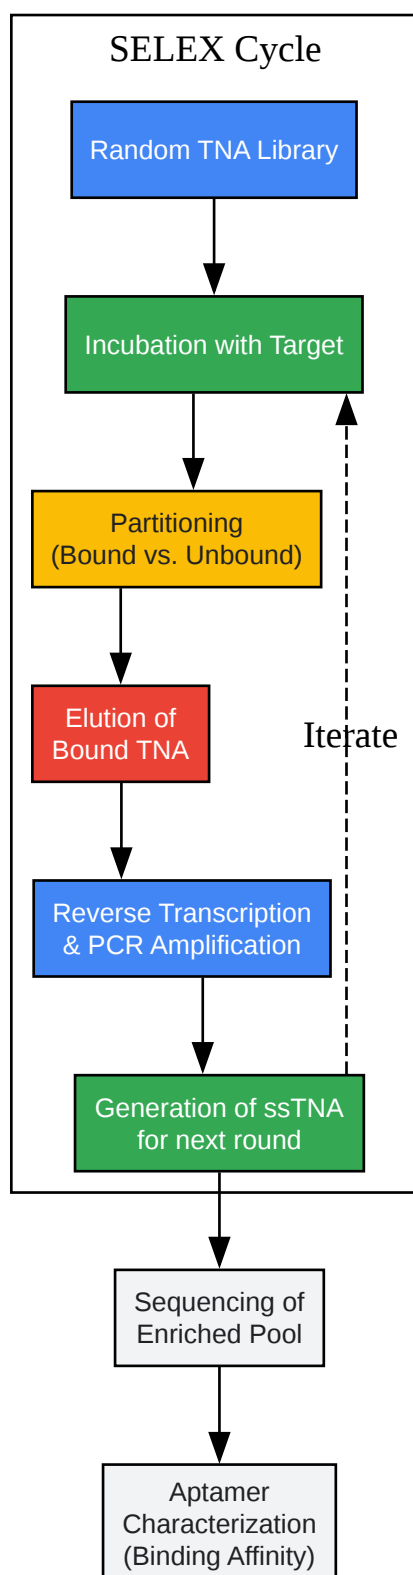 SELEX Cycle
Random TNA Library
Incubation with Target
Partitioning
(Bound vs. Unbound)
Elution of
Bound TNA
Iterate
Reverse Transcription
& PCR Amplification
Generation of ssTNA
for next round
Sequencing of
Enriched Pool
Aptamer
Characterization
(Binding Affinity)